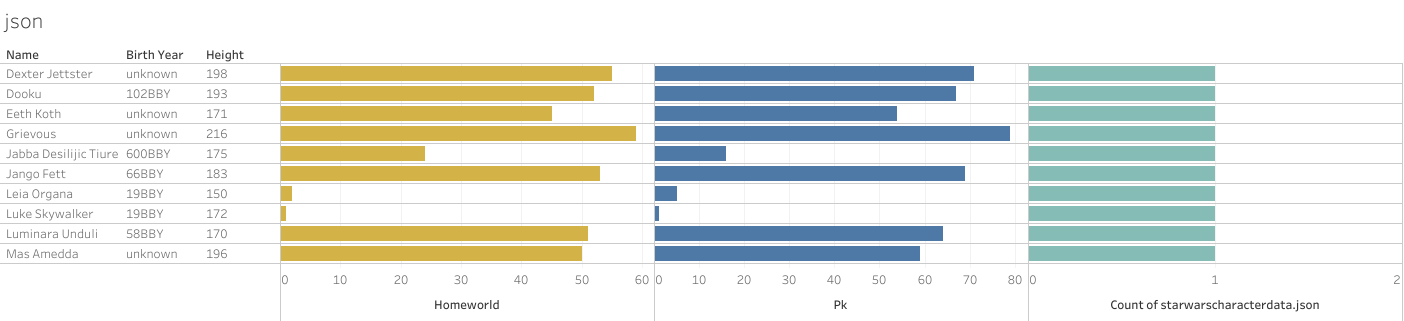 json
Name Birth Year Height
Dexter Jettster unknown 198
Dooku 102BBY 193
Eeth Koth unknown 171
Grievous unknown 216
Jabba Desilijic Tiure 600BBY 175
Jango Fett 66BBY 183
Leia Organa 19BBY 150
Luke Skywalker 19BBY 172
Luminara Unduli 58BBY 170
Mas Amedda unknown 196
0 10 20 30 40 50 60 0 10 20 30 40 50 60 70 80 0 1 2
Homeworld Pk Count of starwarscharacterdata.json